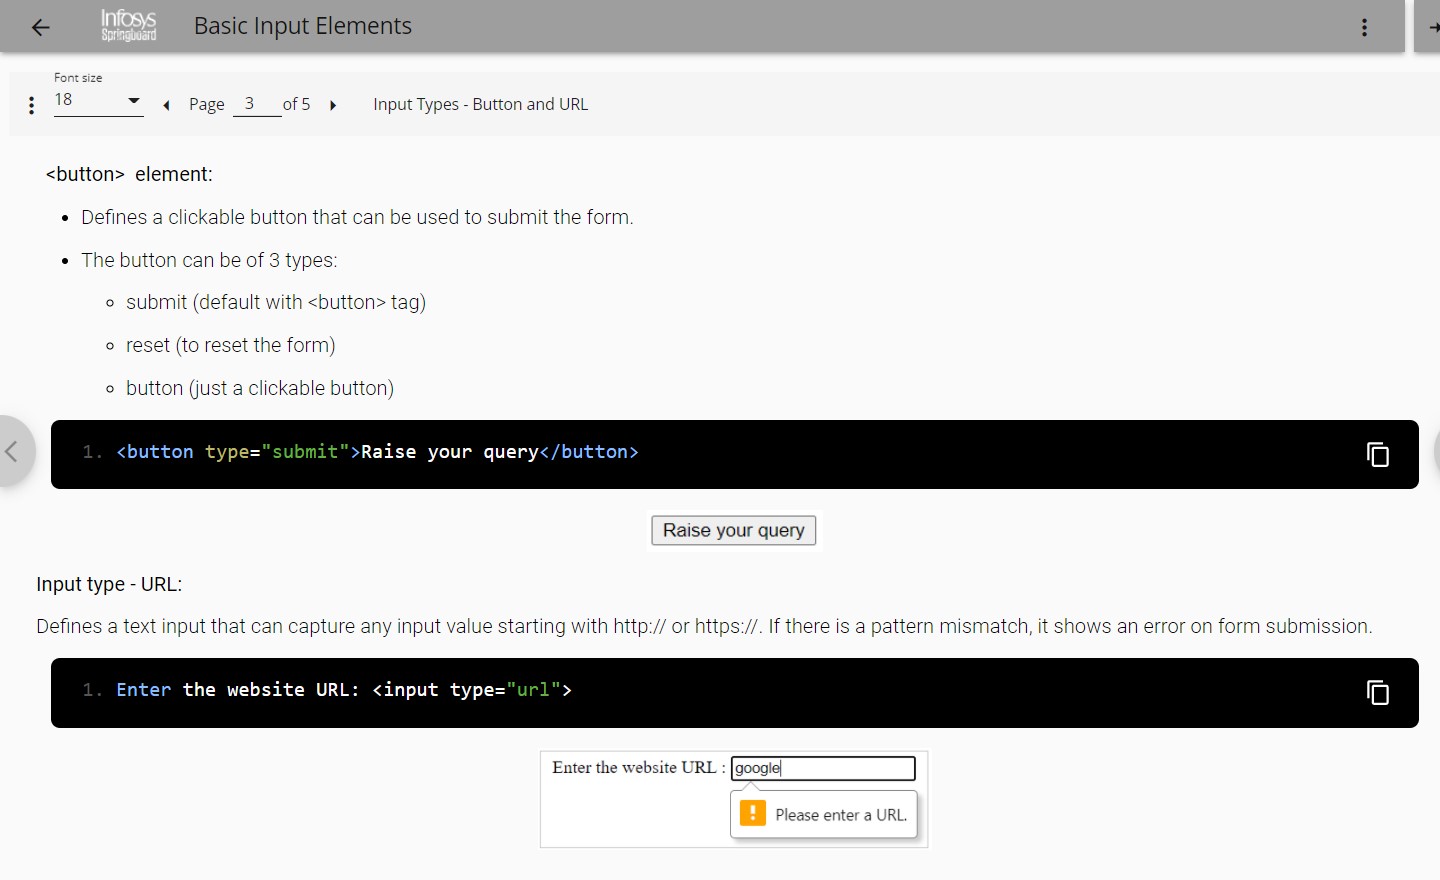 Infosys
Springboard
Basic Input Elements
Font size
18
Page 3 of 5
Input Types - Button and URL
<button> element:
Defines a clickable button that can be used to submit the form.
The button can be of 3 types:
submit (default with <button> tag)
reset (to reset the form)
button (just a clickable button)
1. <button type="submit">Raise your query</button>
Raise your query
Input type - URL:
Defines a text input that can capture any input value starting with http:// or https://. If there is a pattern mismatch, it shows an error on form submission.
1. Enter the website URL: <input type="url">
Enter the website URL : google
Please enter a URL.